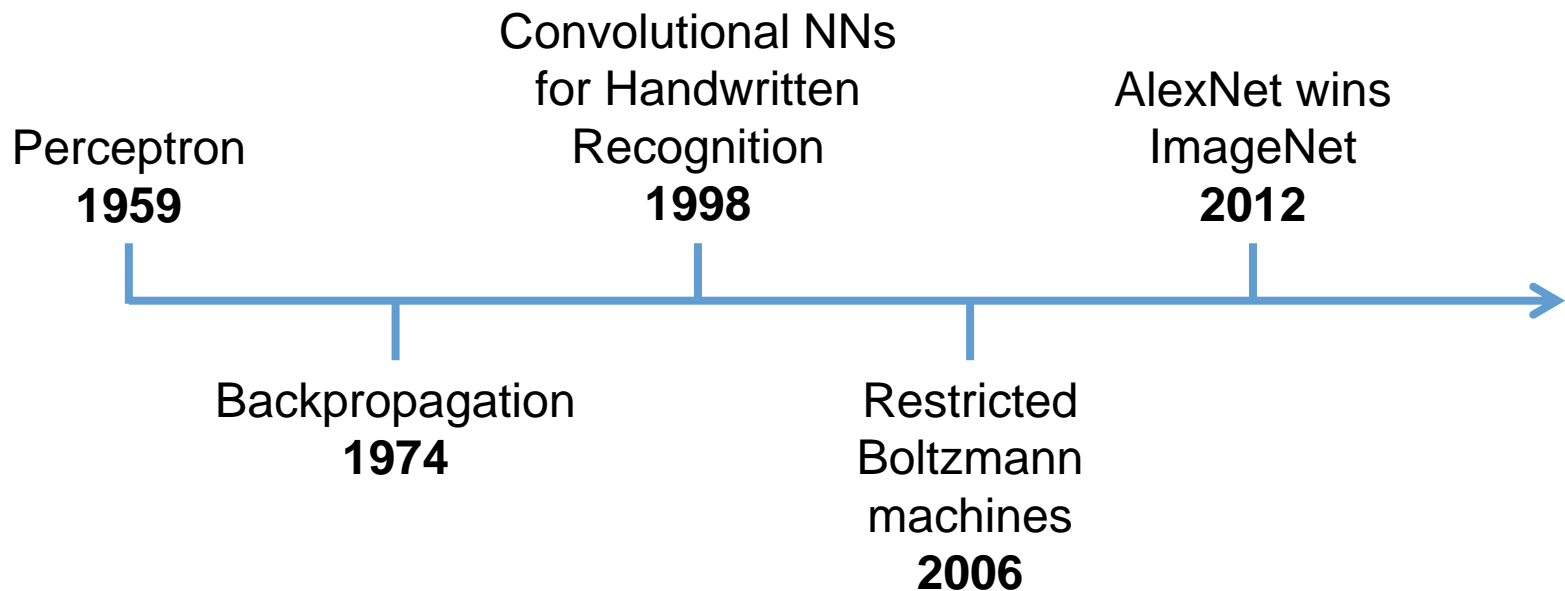 Perceptron
1959
Backpropagation
1974
Convolutional NNs
for Handwritten
Recognition
1998
Restricted
Boltzmann
machines
2006
AlexNet wins
ImageNet
2012